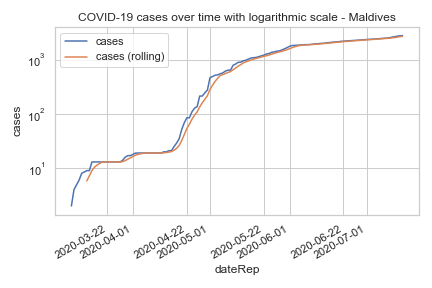 COVID-19 cases over time with logarithmic scale - Maldives
cases
cases (rolling)
10³
10²
10¹
cases
2020-03-22
2020-04-01
2020-04-22
2020-05-01
2020-05-22
2020-06-01
2020-06-22
2020-07-01
dateRep